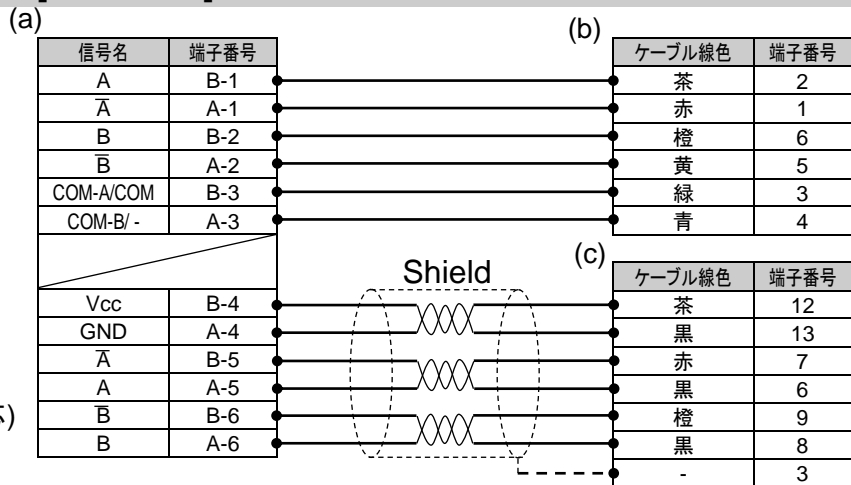 (a)
信号名 端子番号
A B-1
A̅ A-1
B B-2
B̅ A-2
COM-A/COM B-3
COM-B/ - A-3
Vcc B-4
GND A-4
A̅ B-5
A A-5
B̅ B-6
B A-6
(b)
ケーブル線色 端子番号
茶 2
赤 1
橙 6
黄 5
緑 3
青 4
Shield
(c)
ケーブル線色 端子番号
茶 12
黒 13
赤 7
黒 6
橙 9
黒 8
- 3